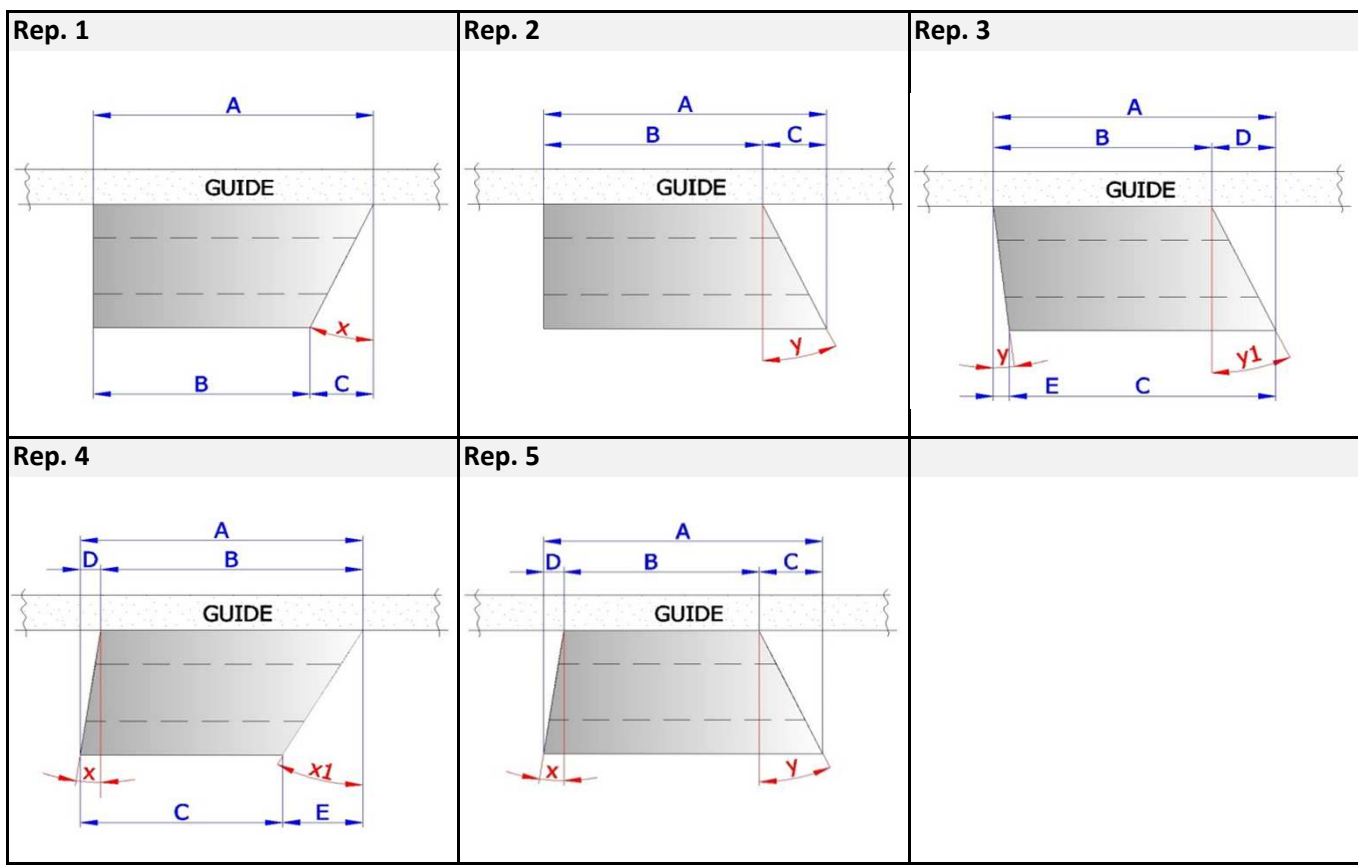 Rep. 1
A
GUIDE
x
B C
Rep. 2
A
B C
GUIDE
y
Rep. 3
A
B D
GUIDE
y y1
E C
Rep. 4
A
D B
GUIDE
x x1
C E
Rep. 5
A
D B C
GUIDE
x y